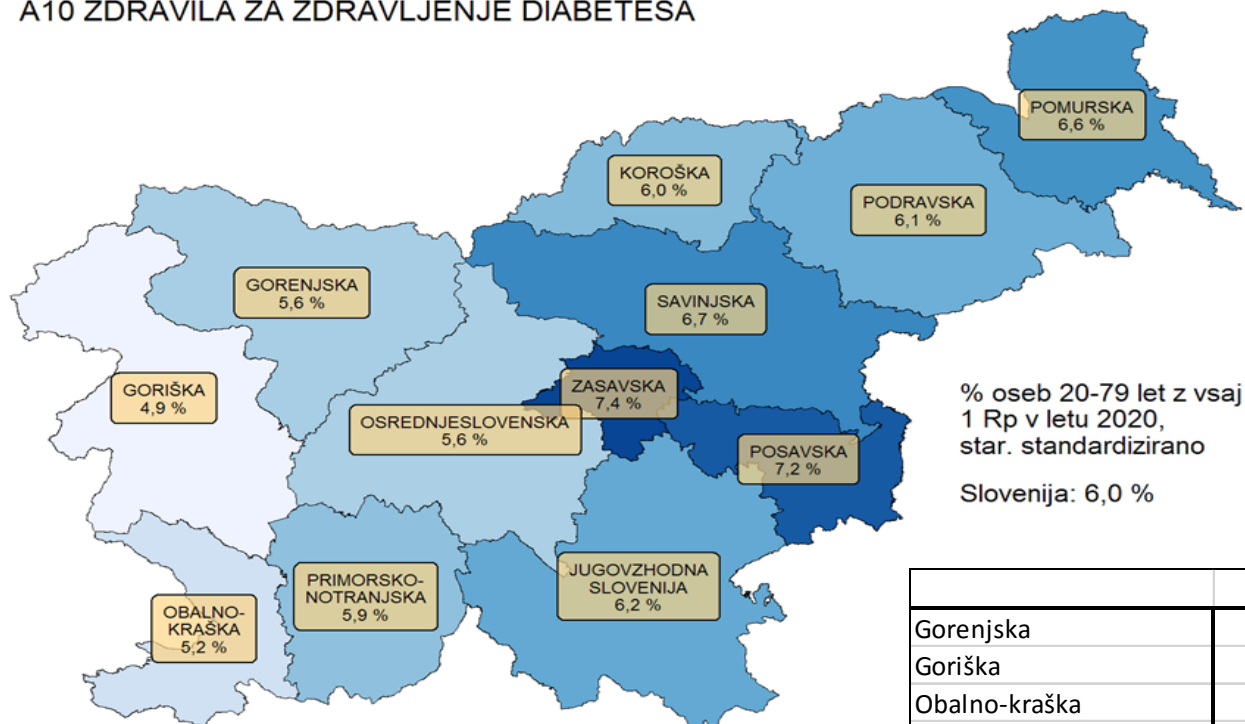 A10 ZDRAVILA ZA ZDRAVLJENJE DIABETESA
POMURSKA
6,6 %
KOROŠKA
6,0 %
PODRAVSKA
6,1 %
GORENJSKA
5,6 %
SAVINJSKA
6,7 %
GORIŠKA
4,9 %
ZASAVSKA
7,4 %
OSREDNJESLOVENSKA
5,6 %
POSAVSKA
7,2 %
% oseb 20-79 let z vsaj
1 Rp v letu 2020,
star. standardizirano
Slovenija: 6,0 %
JUGOVZHODNA
SLOVENIJA
6,2 %
PRIMORSKO-
NOTRANJSKA
5,9 %
OBALNO-
KRAŠKA
5,2 %
Gorenjska
Goriška
Obalno-kraška